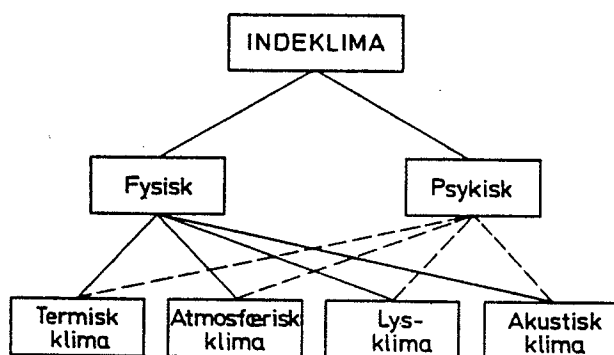 INDEKLIMA
Fysisk
Psykisk
Termisk
klima
Atmosfærisk
klima
Lys-
klima
Akustisk
klima